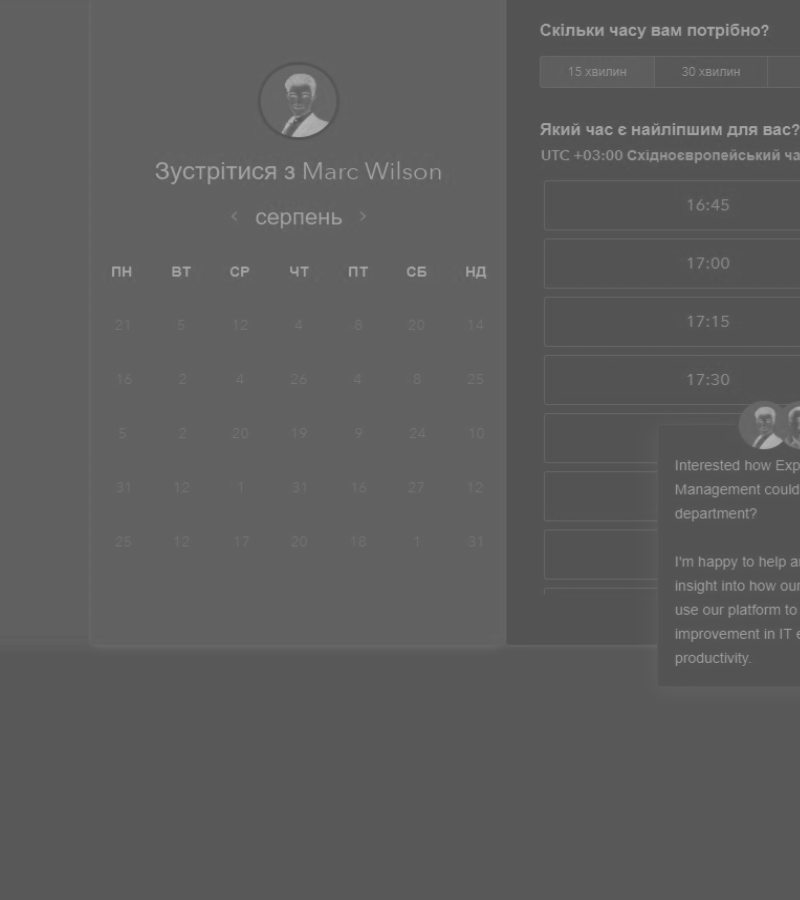 Скільки часу вам потрібно?
15 хвилин 30 хвилин
Який час є найліпшим для вас?
UTC +03:00 Східноєвропейський ча
Зустрітися з Marc Wilson
‹ серпень ›
ПН ВТ СР ЧТ ПТ СБ НД
21 5 12 4 8 20 14
16 2 4 26 4 8 25
5 2 20 19 9 24 10
31 12 1 31 16 27 12
25 12 17 20 18 1 31
16:45
17:00
17:15
17:30
Interested how Exp
Management could
department?
I'm happy to help a
insight into how our
use our platform to
improvement in IT e
productivity.